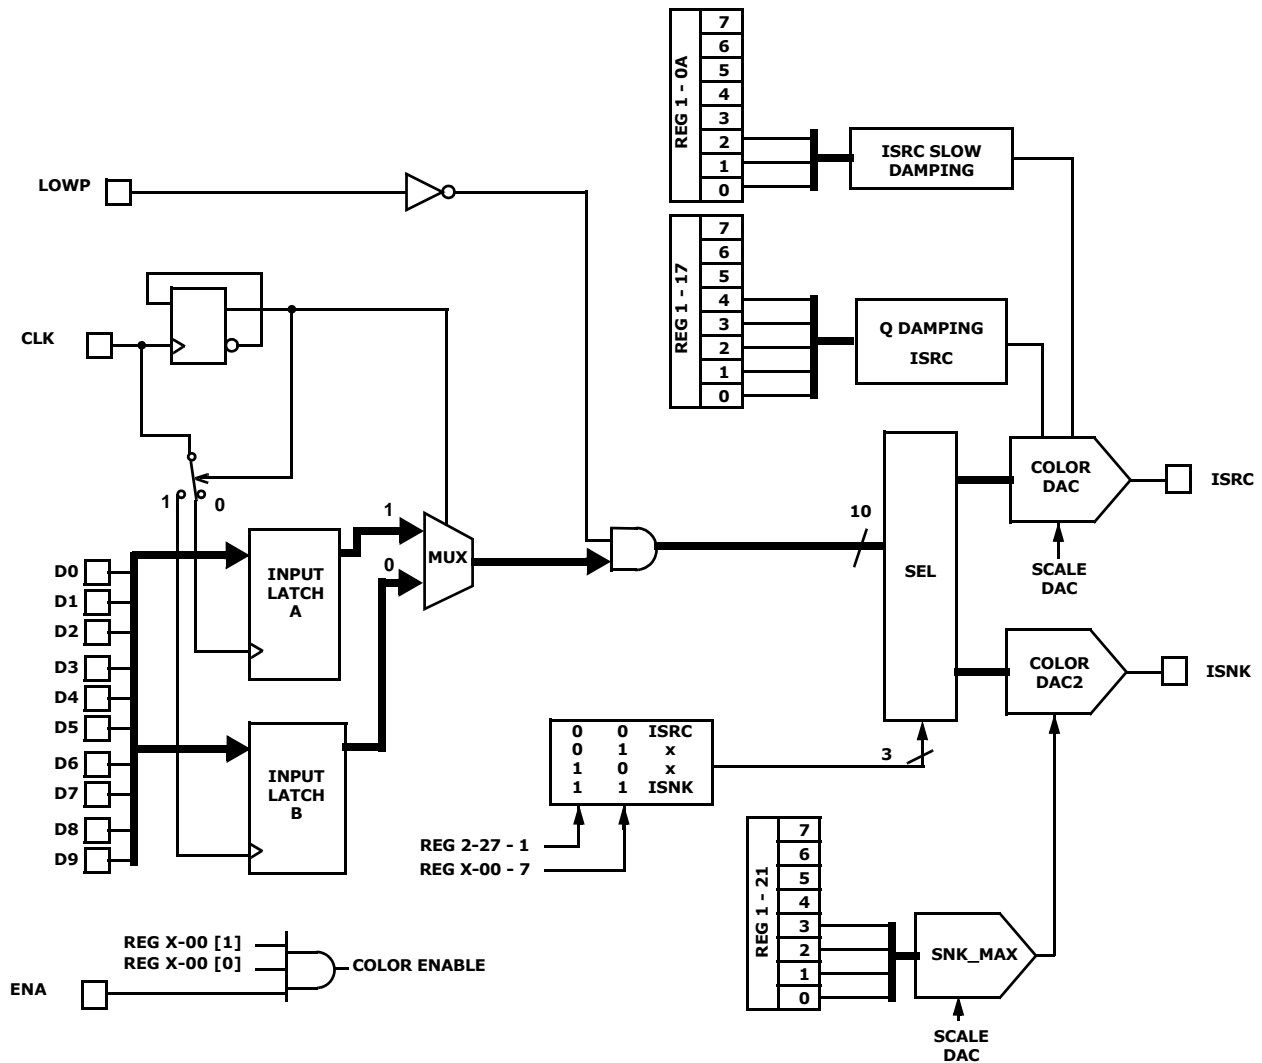 REG 1 - 0A
7
6
5
4
3
2
1
0
ISRC SLOW
DAMPING
LOWP
REG 1 - 17
7
6
5
4
3
2
1
0
Q DAMPING
ISRC
CLK
1
0
COLOR
DAC
ISRC
SCALE
DAC
D0
D1
D2
D3
D4
D5
D6
D7
D8
D9
INPUT
LATCH
A
1
0
MUX
10
SEL
COLOR
DAC2
ISNK
INPUT
LATCH
B
0 0 ISRC
0 1 x
1 0 x
1 1 ISNK
3
REG 2-27 - 1
REG X-00 - 7
REG 1 - 21
7
6
5
4
3
2
1
0
SNK_MAX
SCALE
DAC
REG X-00 [1]
REG X-00 [0]
COLOR ENABLE
ENA